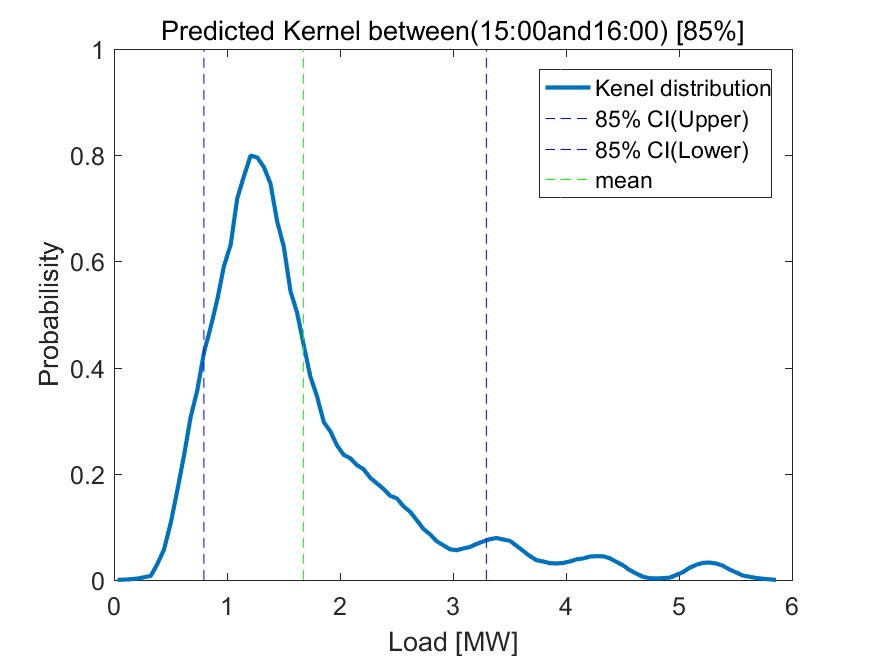 Predicted Kernel between(15:00and16:00) [85%]
1
0.8
0.6
0.4
0.2
0
Probabilisity
Kenel distribution
85% CI(Upper)
85% CI(Lower)
mean
0 1 2 3 4 5 6
Load [MW]